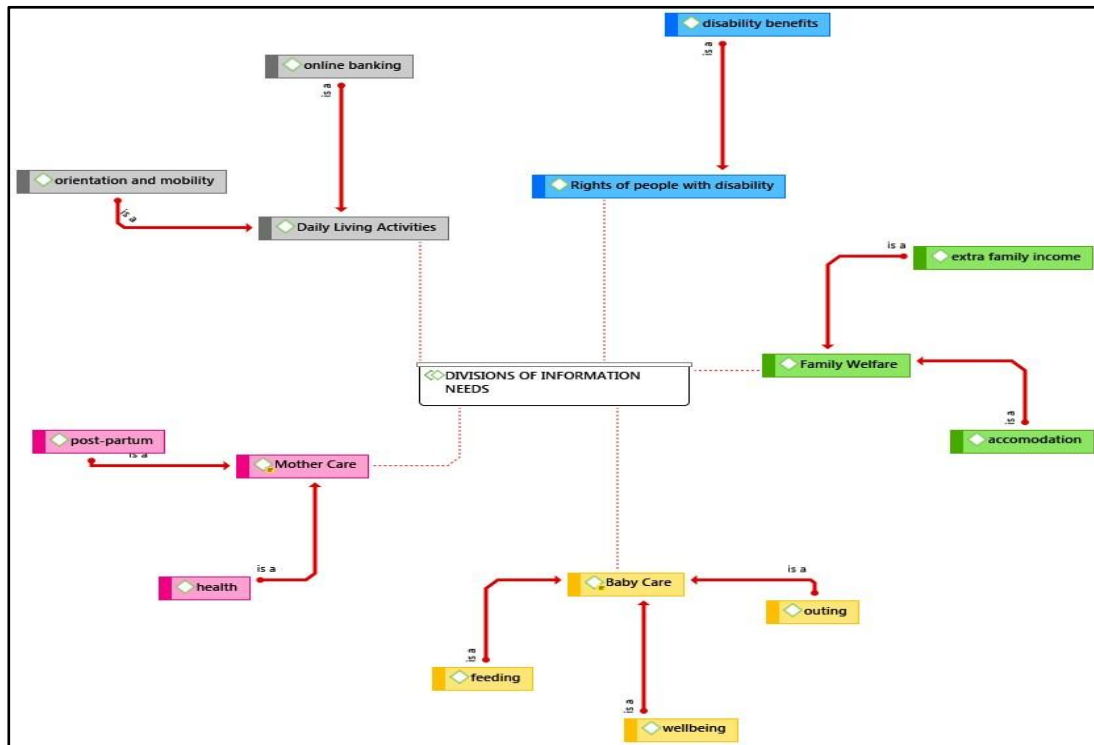 disability benefits
online banking
is a
is a
orientation and mobility
Rights of people with disability
is a
Daily Living Activities
is a
extra family income
Family Welfare
DIVISIONS OF INFORMATION
NEEDS
is a
post-partum
accomodation
is a
Mother Care
is a
health
is a
Baby Care
outing
is a
feeding
is a
wellbeing